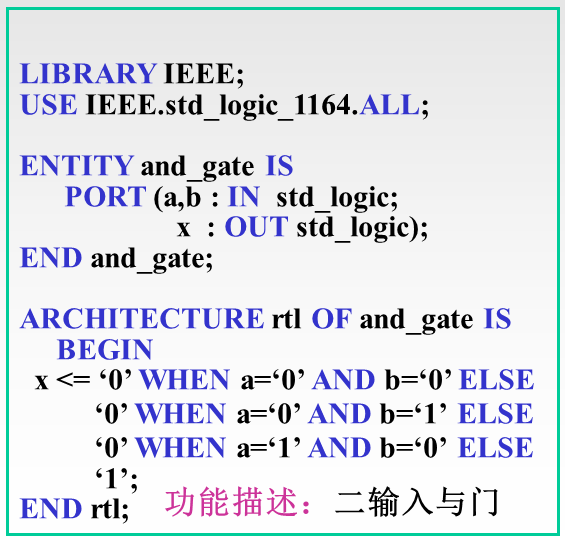 LIBRARY IEEE;
USE IEEE.std_logic_1164.ALL;
ENTITY and_gate IS
PORT (a,b : IN std_logic;
x : OUT std_logic);
END and_gate;
ARCHITECTURE rtl OF and_gate IS
BEGIN
x <= ‘0’ WHEN a=‘0’ AND b=‘0’ ELSE
‘0’ WHEN a=‘0’ AND b=‘1’ ELSE
‘0’ WHEN a=‘1’ AND b=‘0’ ELSE
‘1’;
END rtl; 功能描述：二输入与门